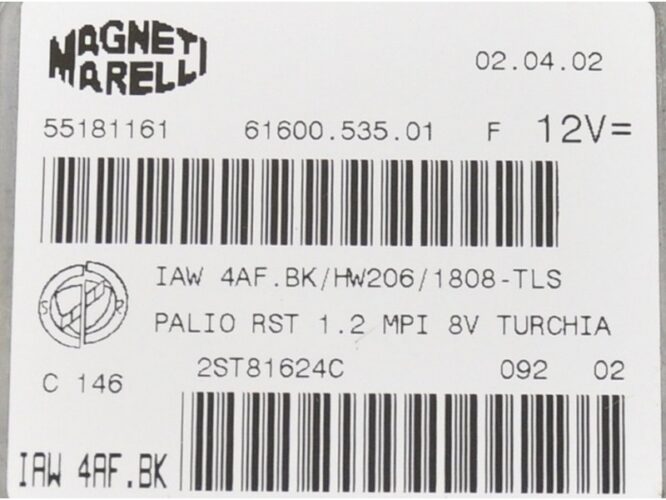 MAGNETI
MARELLI
02.04.02
55181161 61600.535.01 F 12V=
IAW 4AF.BK/HW206/1808-TLS
S R
PALIO RST 1.2 MPI 8V TURCHIA
C 146 2ST81624C 092 02
IAW 4AF.BK